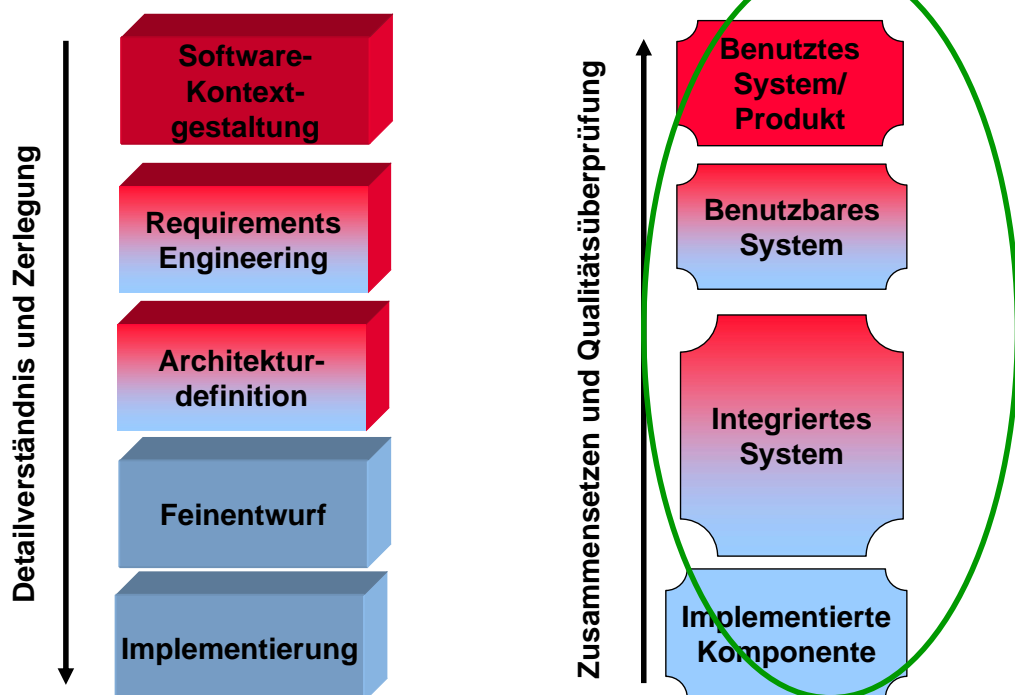 Detailverständnis und Zerlegung
Software-
Kontext-
gestaltung
Requirements
Engineering
Architektur-
definition
Feinentwurf
Implementierung
Zusammensetzen und Qualitätsüberprüfung
Benutztes
System/
Produkt
Benutzbares
System
Integriertes
System
Implementierte
Komponente